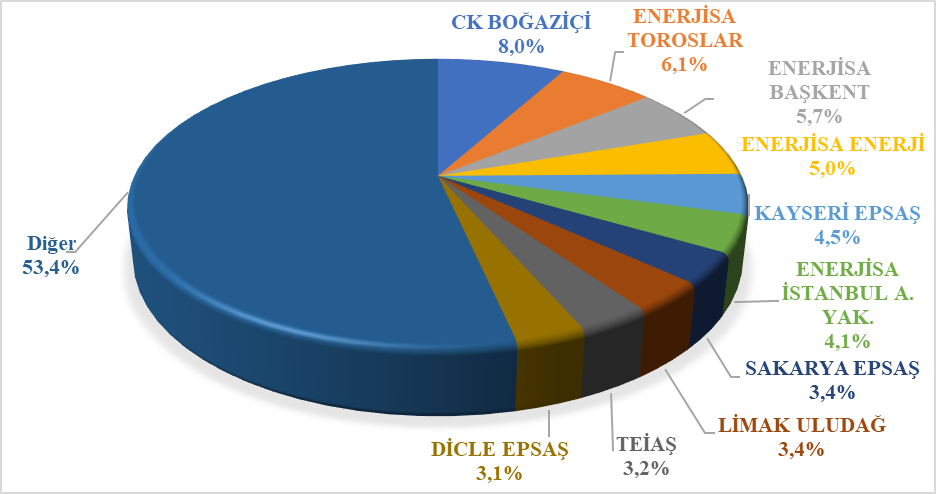 CK BOĞAZİÇİ
8,0%
ENERJİSA
TOROSLAR
6,1%
ENERJİSA
BAŞKENT
5,7%
ENERJİSA ENERJİ
5,0%
KAYSERİ EPSAŞ
4,5%
ENERJİSA
İSTANBUL A.
YAK.
4,1%
SAKARYA EPSAŞ
3,4%
LİMAK ULUDAĞ
3,4%
TEİAŞ
3,2%
DİCLE EPSAŞ
3,1%
Diğer
53,4%